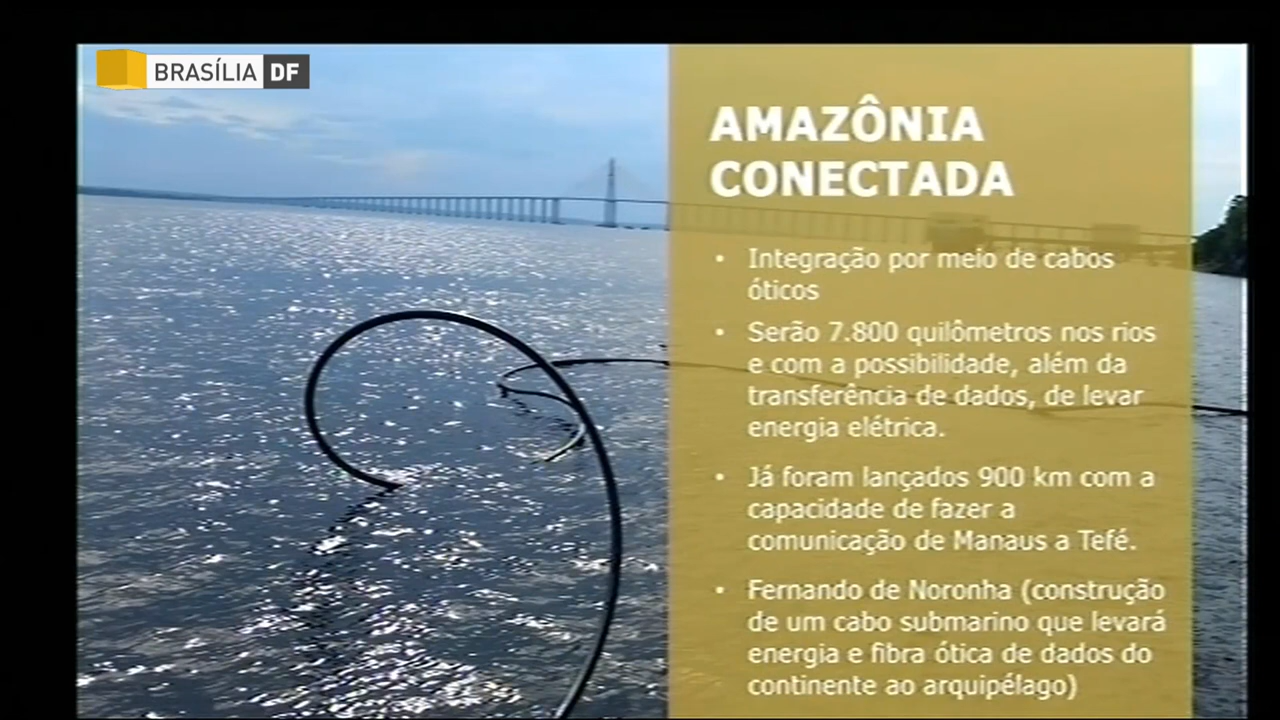 BRASÍLIA DF
AMAZÔNIA
CONECTADA
• Integração por meio de cabos
óticos
• Serão 7.800 quilômetros nos rios
e com a possibilidade, além da
transferência de dados, de levar
energia elétrica.
• Já foram lançados 900 km com a
capacidade de fazer a
comunicação de Manaus a Tefé.
• Fernando de Noronha (construção
de um cabo submarino que levará
energia e fibra ótica de dados do
continente ao arquipélago)